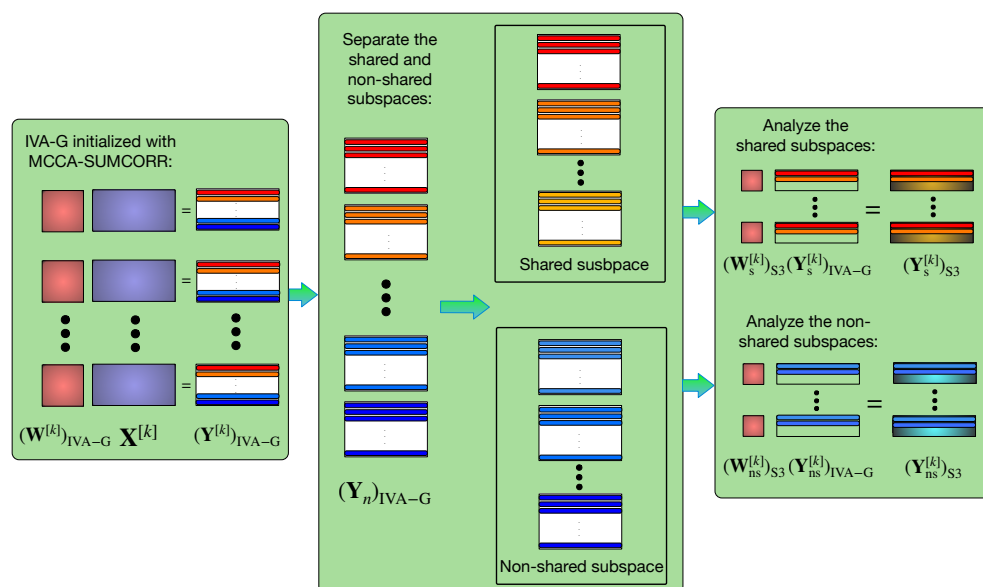 IVA-G initialized with
MCCA-SUMCORR:
=
=
=
(W^[k])_IVA−G X^[k] (Y^[k])_IVA−G
Separate the
shared and
non-shared
subspaces:
(Y_n)_IVA−G
Shared susbpace
Non-shared subspace
Analyze the
shared subspaces:
=
(W_s^[k])_S3 (Y_s^[k])_IVA−G (Y_s^[k])_S3
Analyze the non-
shared subspaces:
=
(W_ns^[k])_S3 (Y_ns^[k])_IVA−G (Y_ns^[k])_S3